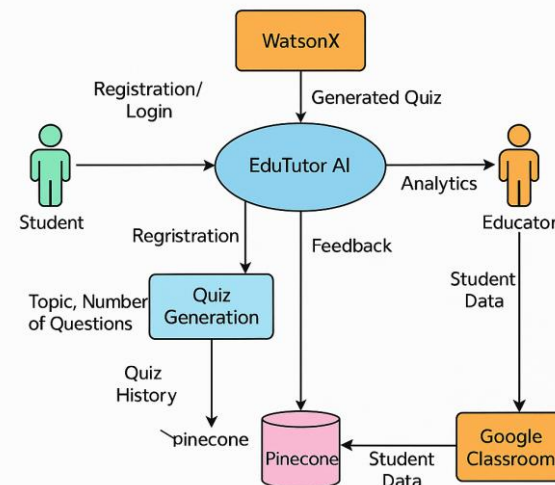 WatsonX
Registration/
Login
Generated Quiz
EduTutor AI
Student
Analytics
Educator
Regristration
Feedback
Topic, Number
of Questions
Quiz
Generation
Student
Data
Quiz
History
pinecone
Pinecone
Student
Data
Google
Classroom